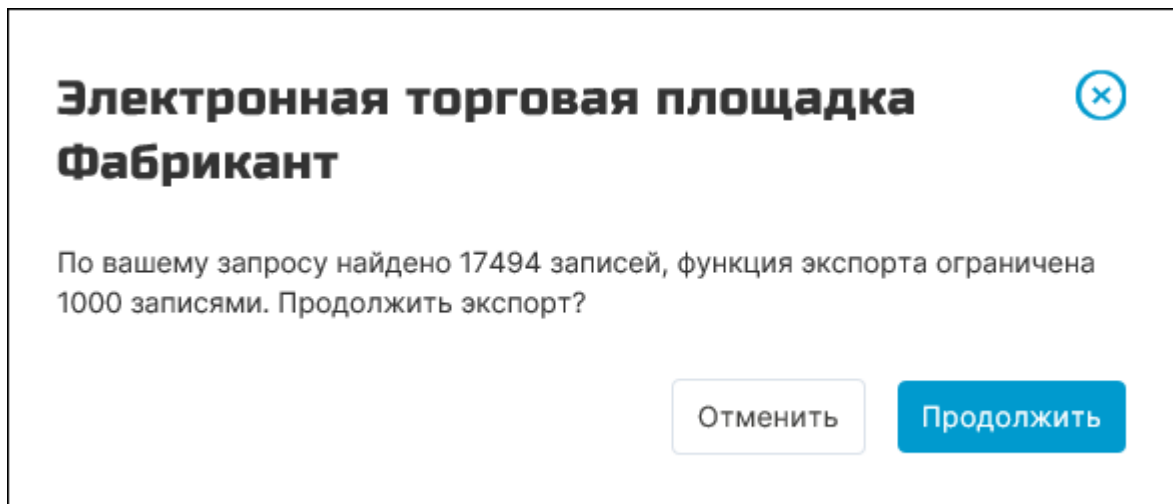 Электронная торговая площадка
Фабрикант
По вашему запросу найдено 17494 записей, функция экспорта ограничена
1000 записями. Продолжить экспорт?
Отменить
Продолжить